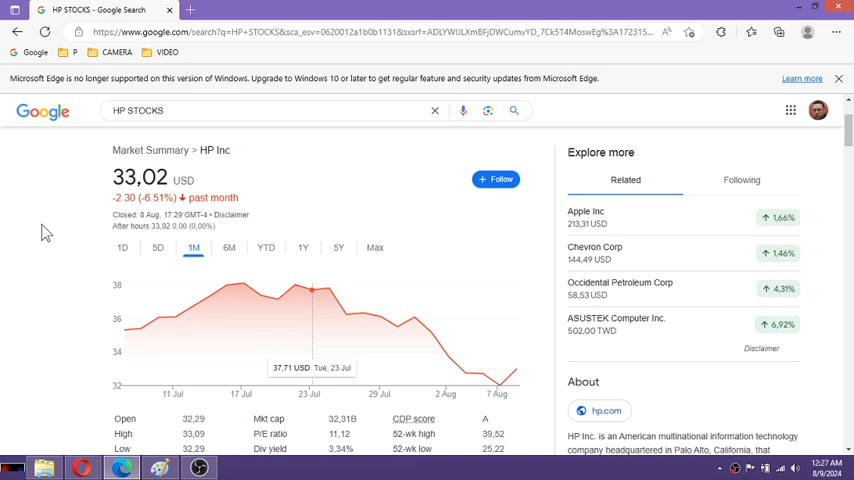 HP STOCKS - Google Search
https://www.google.com/search?q=HP+STOCKS&sca_esv=0620012a1b0b1131&sxsrf=ADLYWULXmBFjDWCumvYD_7Ck5T4MoswEg%3A172315...
Google P CAMERA VIDEO
Microsoft Edge is no longer supported on this version of Windows. Upgrade to Windows 10 or later to get regular feature and security updates from Microsoft Edge.
Learn more
Google
HP STOCKS
Market Summary > HP Inc
33,02 USD
-2.30 (-6.51%) past month
Closed: 8 Aug, 17:29 GMT-4 • Disclaimer
After hours 33,02 0,00 (0,00%)
+ Follow
1D 5D 1M 6M YTD 1Y 5Y Max
38
36
34
32
37,71 USD Tue, 23 Jul
11 Jul 17 Jul 23 Jul 29 Jul 2 Aug 7 Aug
Open 32,29 Mkt cap 32,31B CDP score A
High 33,09 P/E ratio 11,12 52-wk high 39,52
Low 32,29 Div yield 3,34% 52-wk low 25,22
Explore more
Related Following
Apple Inc
213,31 USD
1,66%
Chevron Corp
144,49 USD
1,46%
Occidental Petroleum Corp
58,53 USD
4,31%
ASUSTEK Computer Inc.
502,00 TWD
6,92%
Disclaimer
About
hp.com
HP Inc. is an American multinational information technology
company headquartered in Palo Alto, California, that
12:27 AM
8/9/2024